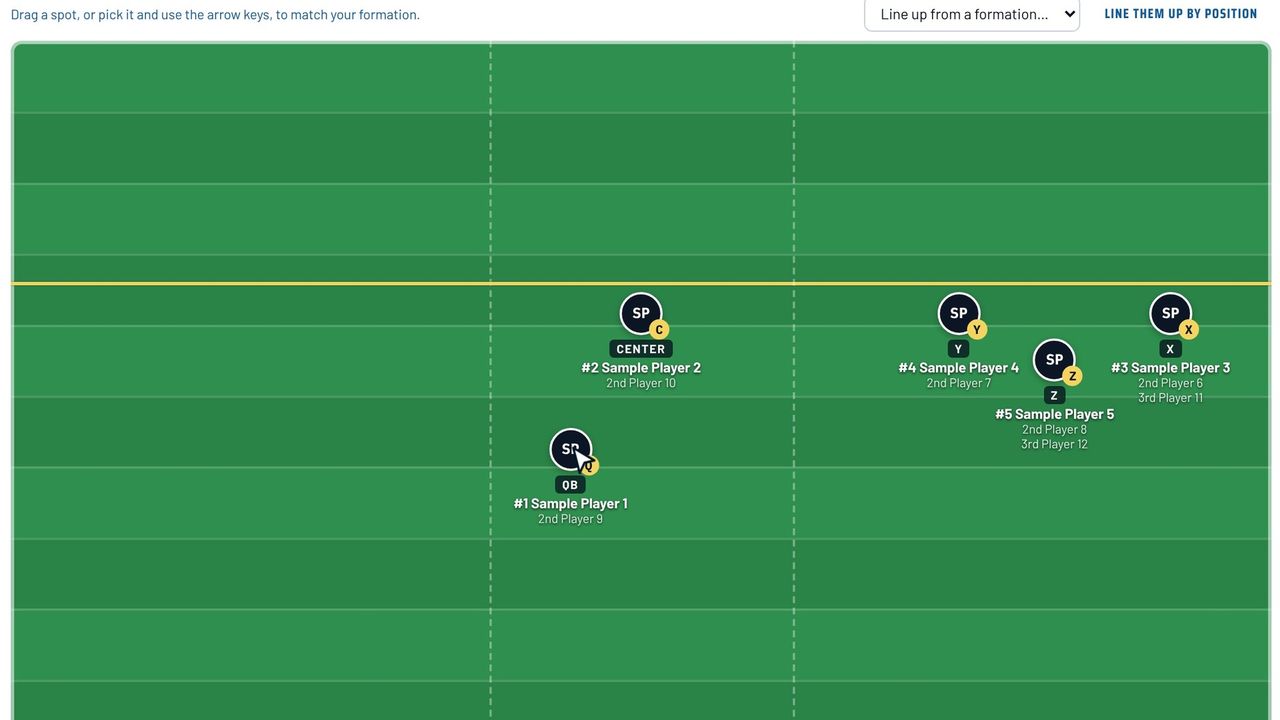 Drag a spot, or pick it and use the arrow keys, to match your formation.
Line up from a formation...
LINE THEM UP BY POSITION
SP
C
CENTER
#2 Sample Player 2
2nd Player 10
SP
Y
Y
#4 Sample Player 4
2nd Player 7
SP
Z
Z
#5 Sample Player 5
2nd Player 8
3rd Player 12
SP
X
X
#3 Sample Player 3
2nd Player 6
3rd Player 11
SP
Q
QB
#1 Sample Player 1
2nd Player 9